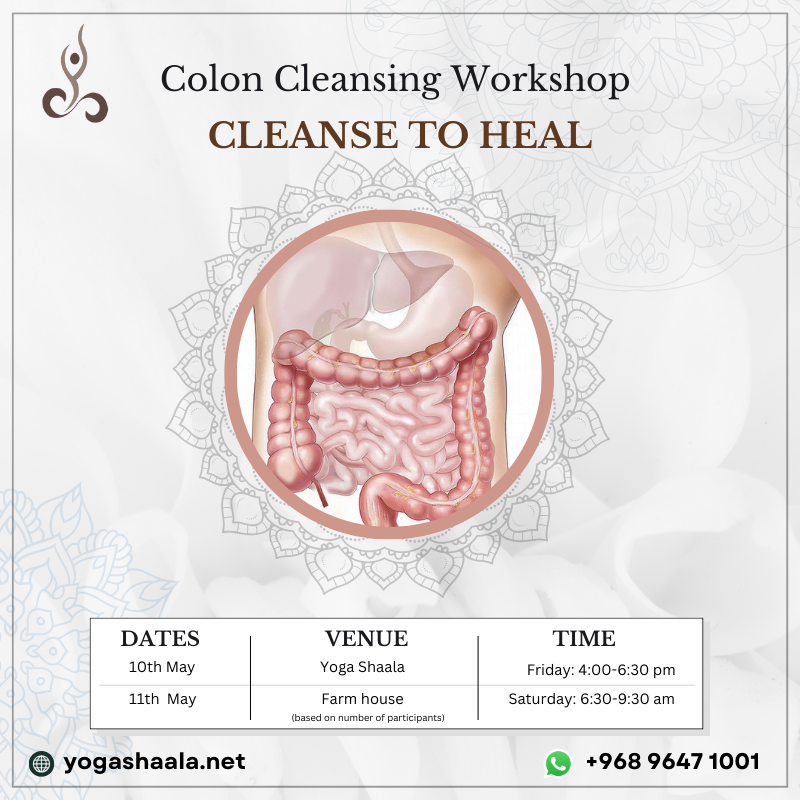 Colon Cleansing Workshop
CLEANSE TO HEAL
DATES VENUE TIME
10th May Yoga Shaala Friday: 4:00-6:30 pm
11th May Farm house Saturday: 6:30-9:30 am
(based on number of participants)
yogashaala.net +968 9647 1001